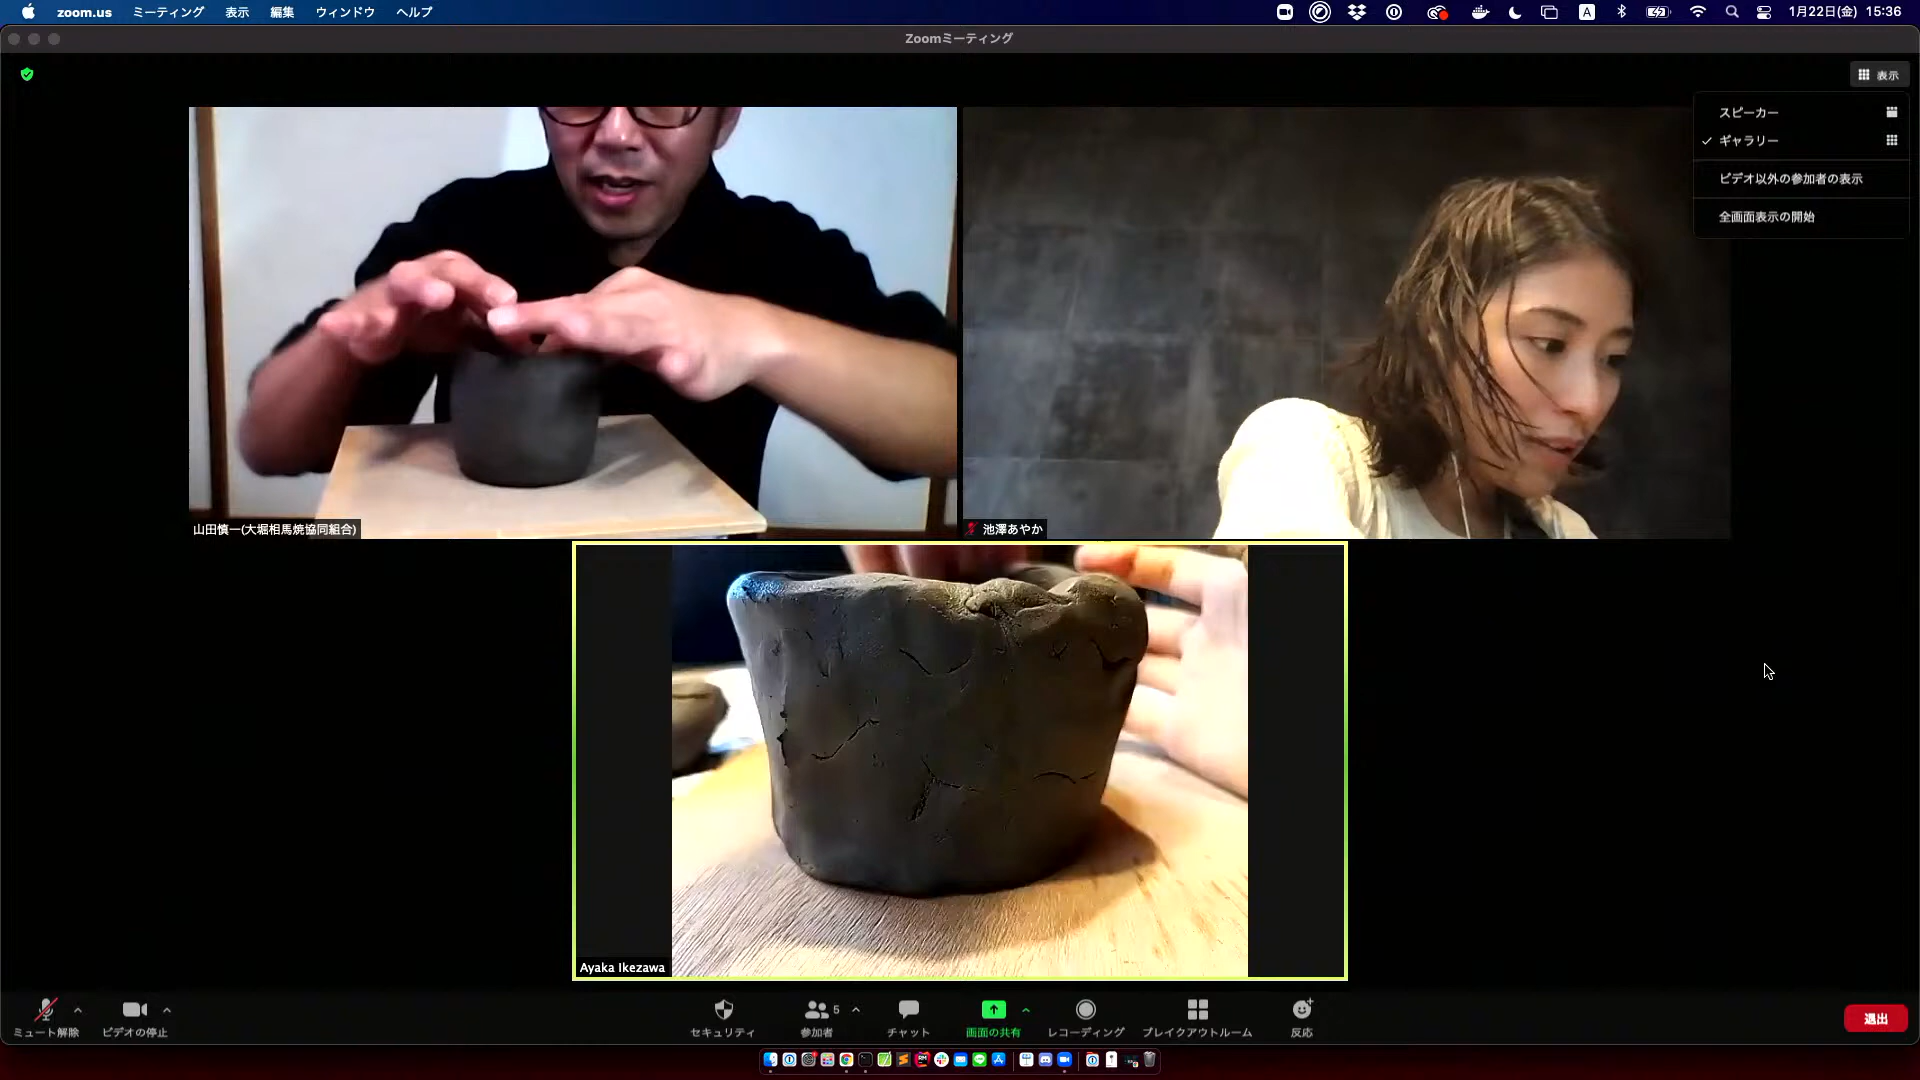 zoom.us ミーティング 表示 編集 ウィンドウ ヘルプ
A
1月22日(金) 15:36
Zoomミーティング
表示
スピーカー
ギャラリー
ビデオ以外の参加者の表示
全画面表示の開始
山田慎一(大堀相馬焼協同組合)
池澤あやか
Ayaka Ikezawa
ミュート解除
ビデオの停止
セキュリティ
参加者 5
チャット
画面の共有
レコーディング
ブレイクアウトルーム
反応
退出